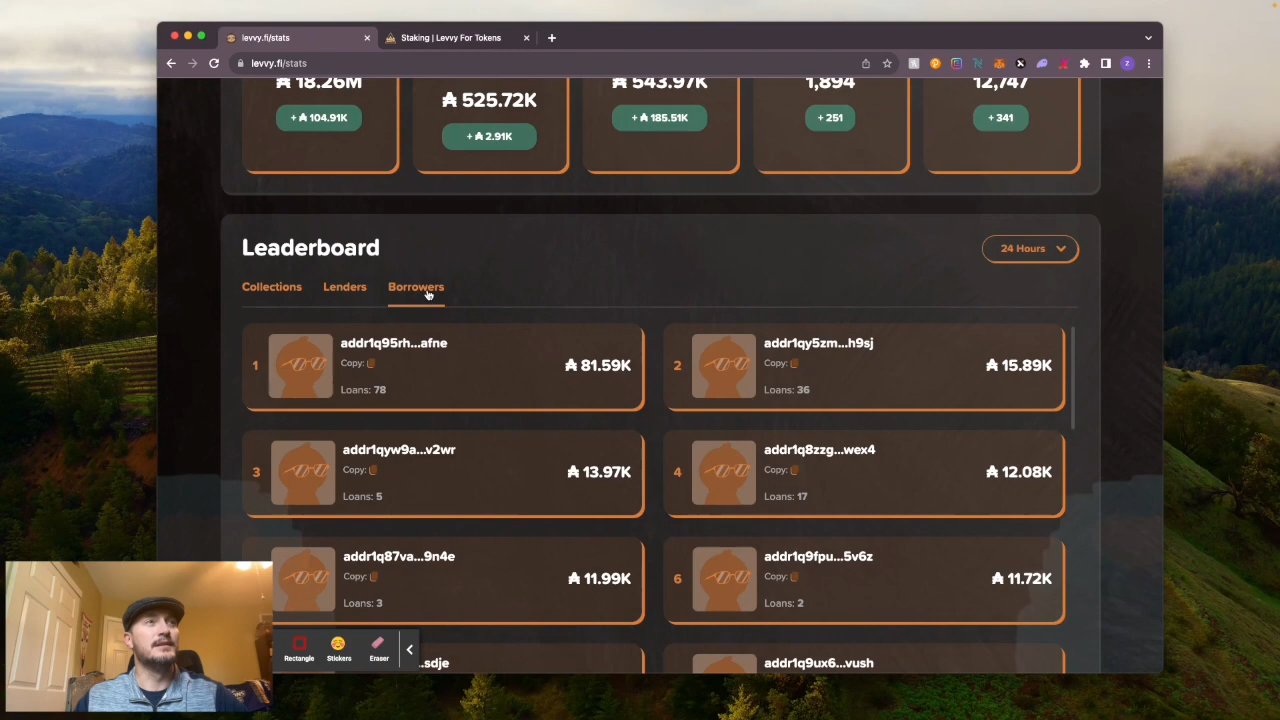 levvy.fi/stats
Staking | Levvy For Tokens
levvy.fi/stats
₳ 18.26M
₳ 543.97K
1,894
12,747
₳ 525.72K
+ ₳ 104.91K
+ ₳ 185.51K
+ 251
+ 341
+ ₳ 2.91K
Leaderboard
24 Hours
Collections
Lenders
Borrowers
1
addr1q95rh...afne
Copy:
Loans: 78
₳ 81.59K
2
addr1qy5zm...h9sj
Copy:
Loans: 36
₳ 15.89K
3
addr1qyw9a...v2wr
Copy:
Loans: 5
₳ 13.97K
4
addr1q8zzg...wex4
Copy:
Loans: 17
₳ 12.08K
addr1q87va...9n4e
Copy:
Loans: 3
₳ 11.99K
6
addr1q9fpu...5v6z
Copy:
Loans: 2
₳ 11.72K
...sdje
addr1q9ux6...vush
Rectangle
Stickers
Eraser